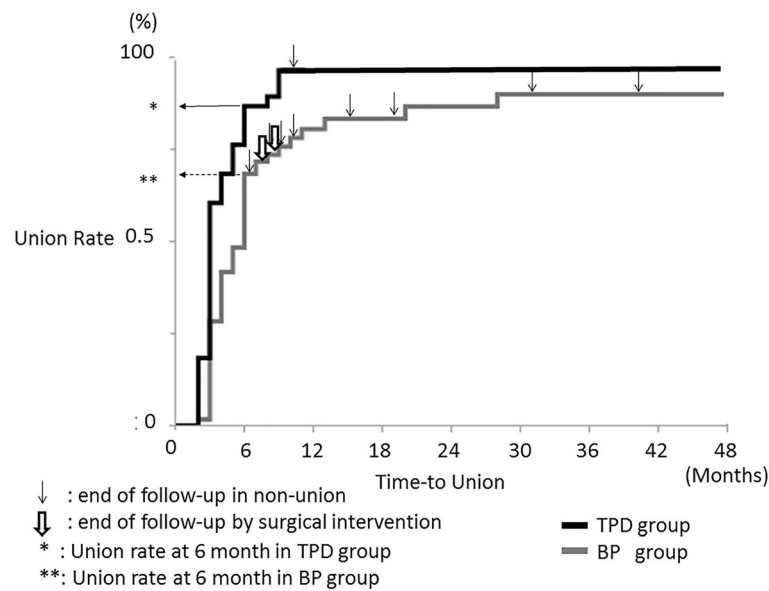 (%)
100
*
**
Union Rate 0.5
: 0
0 6 12 18 24 30 36 42 48
Time-to Union (Months)
: end of follow-up in non-union
: end of follow-up by surgical intervention
* : Union rate at 6 month in TPD group
**: Union rate at 6 month in BP group
TPD group
BP group